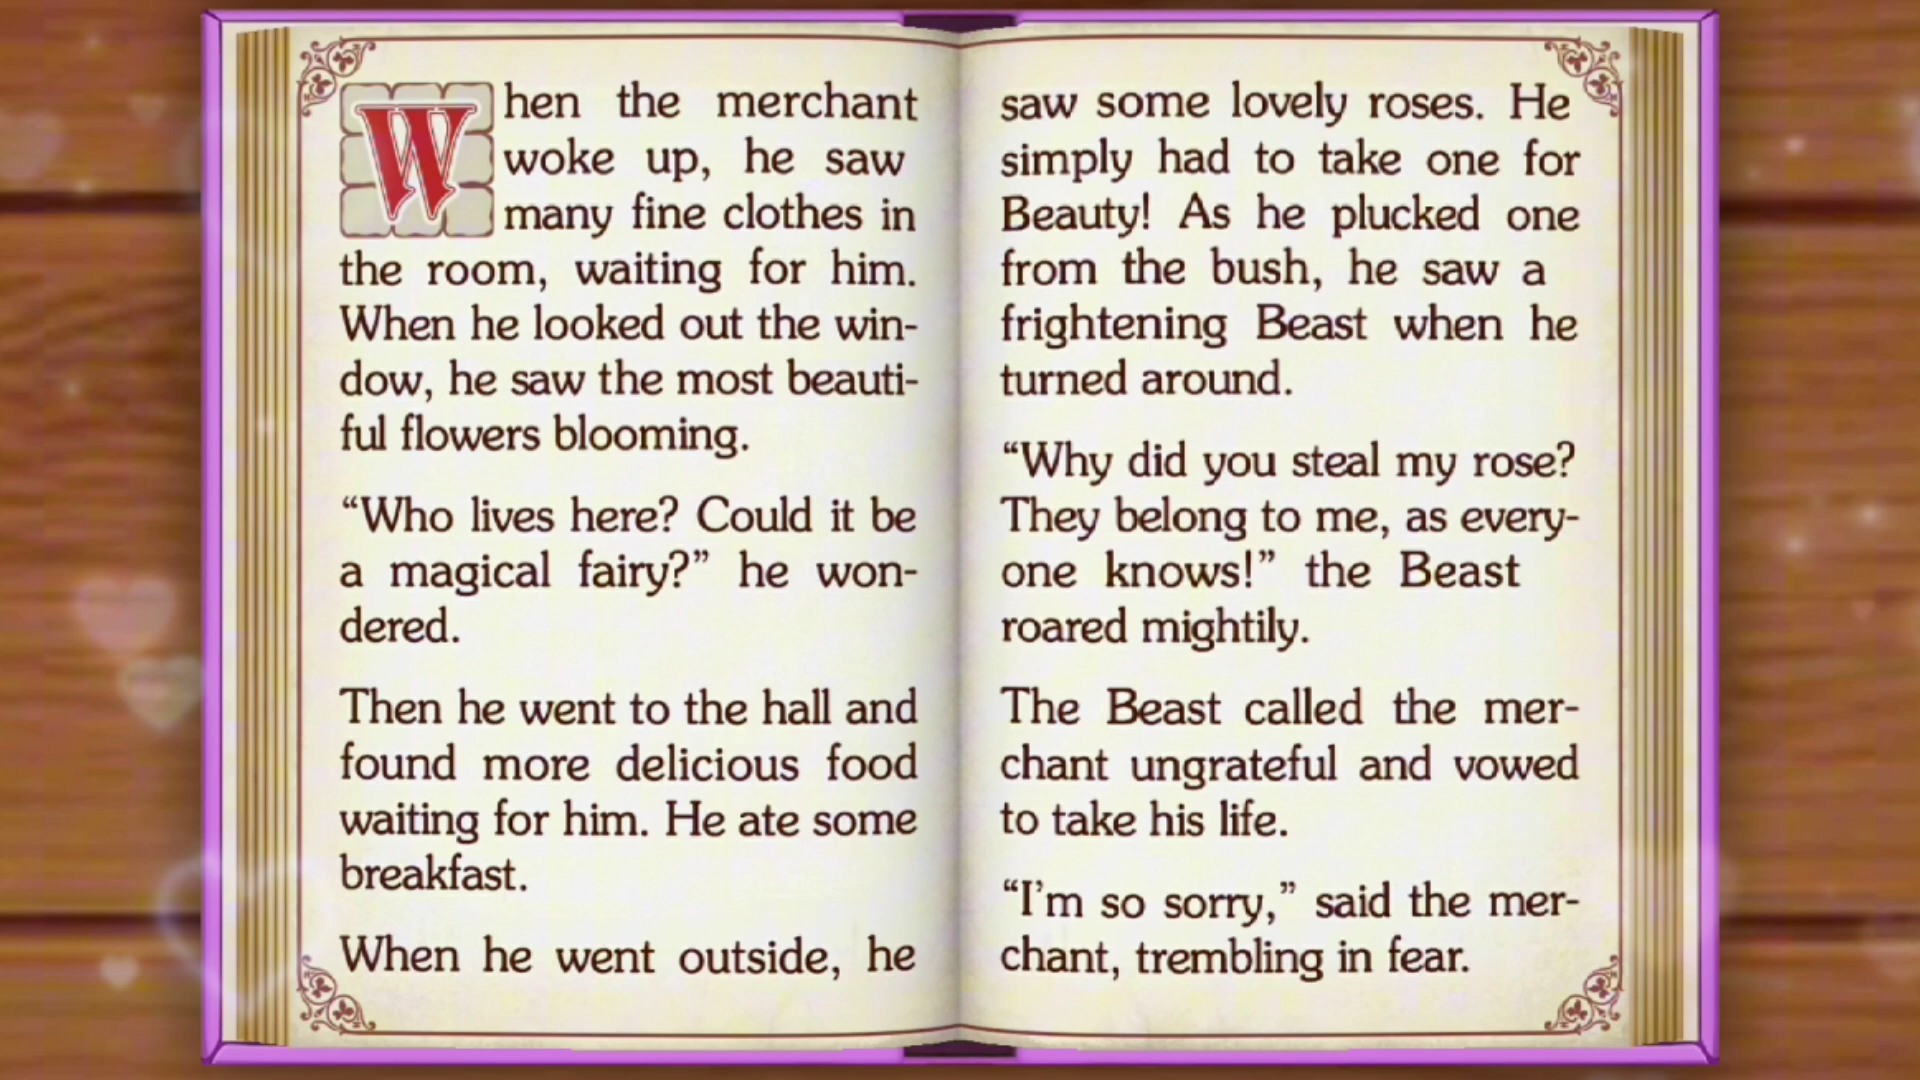 When the merchant
woke up, he saw
many fine clothes in
the room, waiting for him.
When he looked out the win-
dow, he saw the most beauti-
ful flowers blooming.
“Who lives here? Could it be
a magical fairy?” he won-
dered.
Then he went to the hall and
found more delicious food
waiting for him. He ate some
breakfast.
When he went outside, he
saw some lovely roses. He
simply had to take one for
Beauty! As he plucked one
from the bush, he saw a
frightening Beast when he
turned around.
“Why did you steal my rose?
They belong to me, as every-
one knows!” the Beast
roared mightily.
The Beast called the mer-
chant ungrateful and vowed
to take his life.
“I’m so sorry,” said the mer-
chant, trembling in fear.